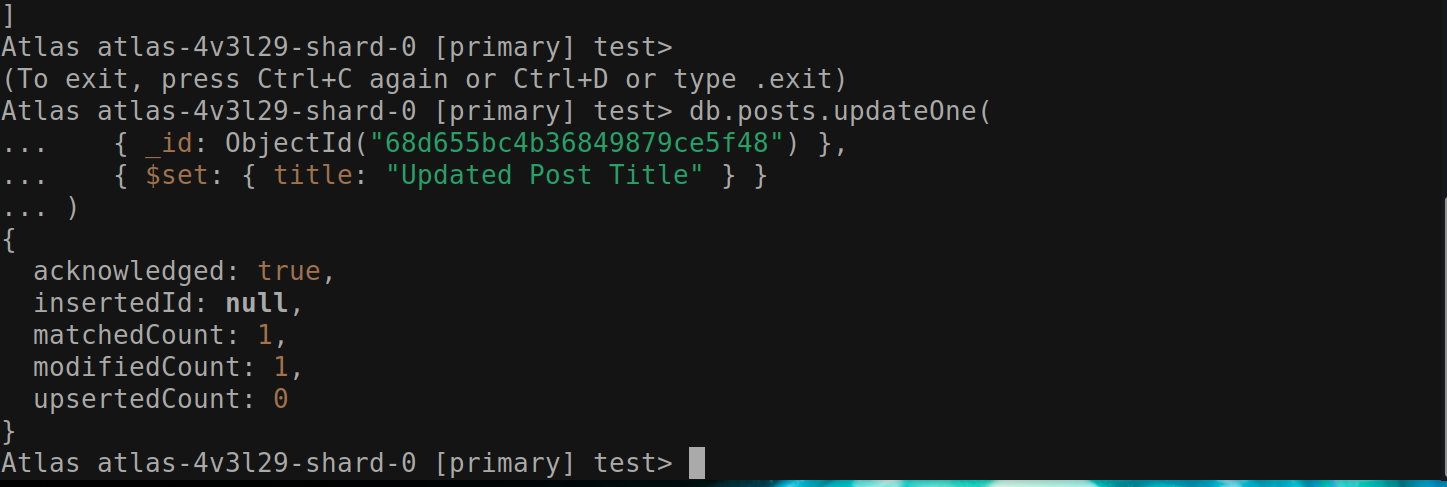 ]
Atlas atlas-4v3l29-shard-0 [primary] test>
(To exit, press Ctrl+C again or Ctrl+D or type .exit)
Atlas atlas-4v3l29-shard-0 [primary] test> db.posts.updateOne(
...    { _id: ObjectId("68d655bc4b36849879ce5f48") },
...    { $set: { title: "Updated Post Title" } }
... )
{
  acknowledged: true,
  insertedId: null,
  matchedCount: 1,
  modifiedCount: 1,
  upsertedCount: 0
}
Atlas atlas-4v3l29-shard-0 [primary] test>